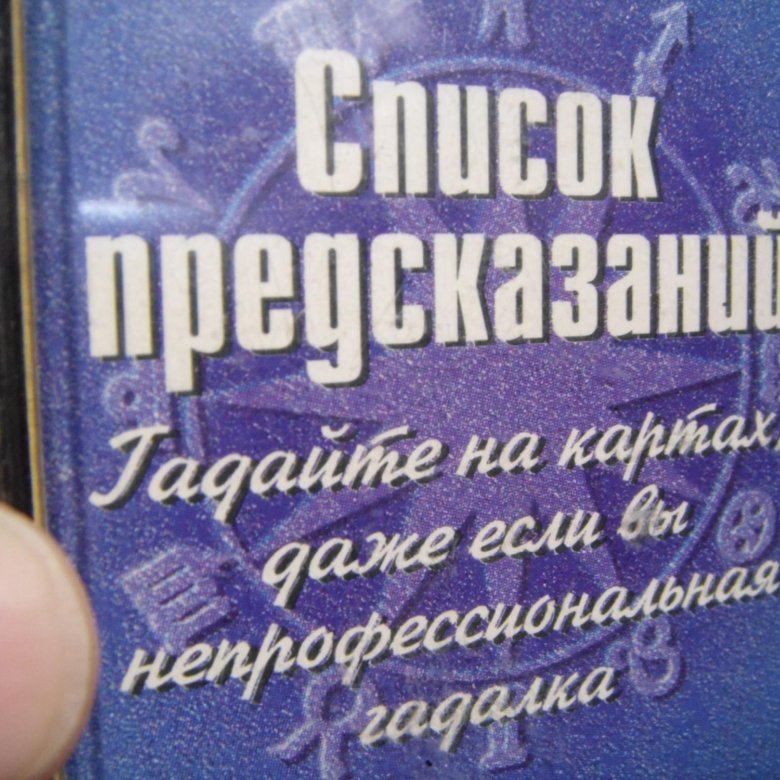 Список
предсказаний
Гадайте на картах,
даже если вы
непрофессиональная
гадалка